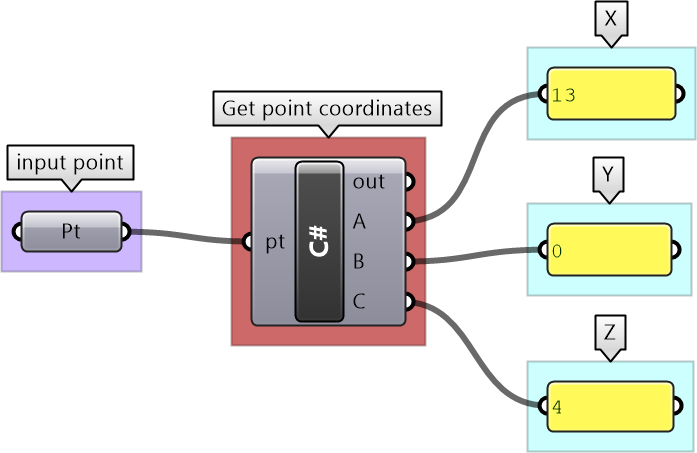 input point
Pt
Get point coordinates
pt
C#
out
A
B
C
X
13
Y
0
Z
4